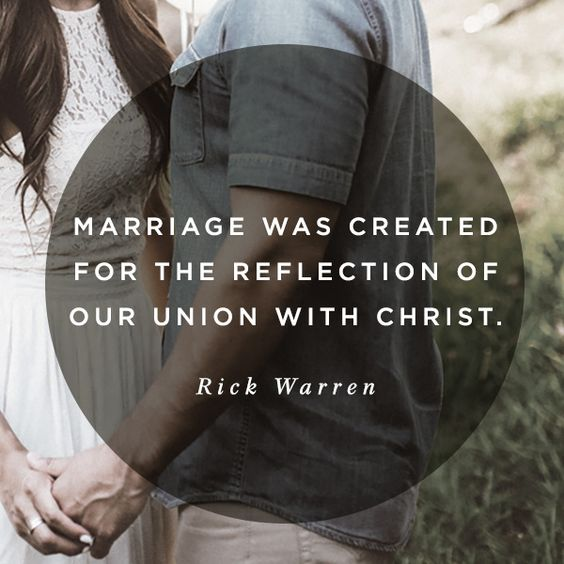 MARRIAGE WAS CREATED
FOR THE REFLECTION OF
OUR UNION WITH CHRIST.
Rick Warren